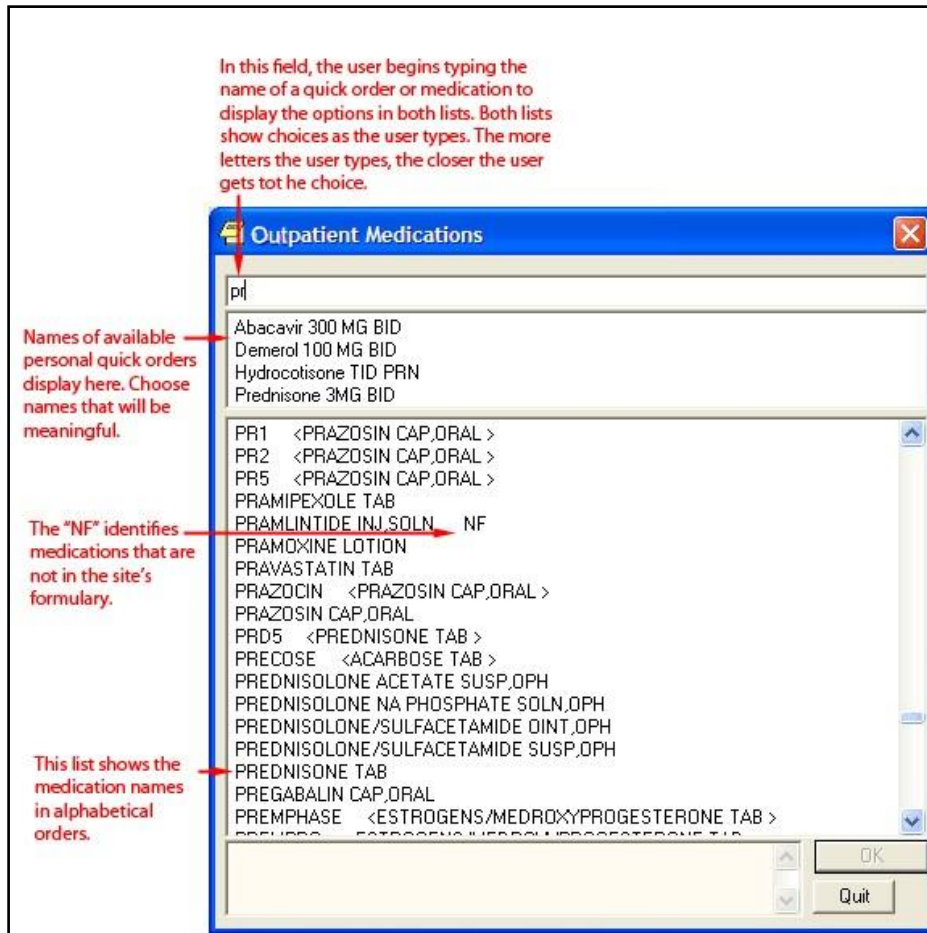 In this field, the user begins typing the
name of a quick order or medication to
display the options in both lists. Both lists
show choices as the user types. The more
letters the user types, the closer the user
gets tot he choice.
Outpatient Medications
pr
Names of available
personal quick orders
display here. Choose
names that will be
meaningful.
Abacavir 300 MG BID
Demerol 100 MG BID
Hydrocotisone TID PRN
Prednisone 3MG BID
PR1 <PRAZOSIN CAP,ORAL >
PR2 <PRAZOSIN CAP,ORAL >
PR5 <PRAZOSIN CAP,ORAL >
PRAMIPEXOLE TAB
PRAMLINTIDE INJ,SOLN NF
PRAMOXINE LOTION
PRAVASTATIN TAB
PRAZOCIN <PRAZOSIN CAP,ORAL >
PRAZOSIN CAP,ORAL
PRD5 <PREDNISONE TAB >
PRECOSE <ACARBOSE TAB >
PREDNISOLONE ACETATE SUSP,OPH
PREDNISOLONE NA PHOSPHATE SOLN,OPH
PREDNISOLONE/SULFACETAMIDE OINT,OPH
PREDNISOLONE/SULFACETAMIDE SUSP,OPH
PREDNISONE TAB
PREGABALIN CAP,ORAL
PREMPHASE <ESTROGENS/MEDROXYPROGESTERONE TAB >
The "NF" identifies
medications that are
not in the site's
formulary.
This list shows the
medication names
in alphabetical
orders.
OK
Quit